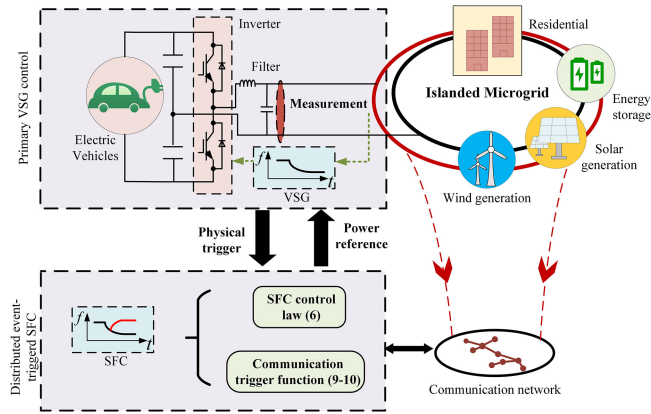 Primary VSG control
Inverter
Filter
Measurement
Electric
Vehicles
f
t
VSG
Residential
Islanded Microgrid
Energy
storage
Solar
generation
Wind generation
Physical
trigger
Power
reference
Distributed event-
triggerd SFC
f
t
SFC
SFC control
law (6)
Communication
trigger function (9-10)
Communication network